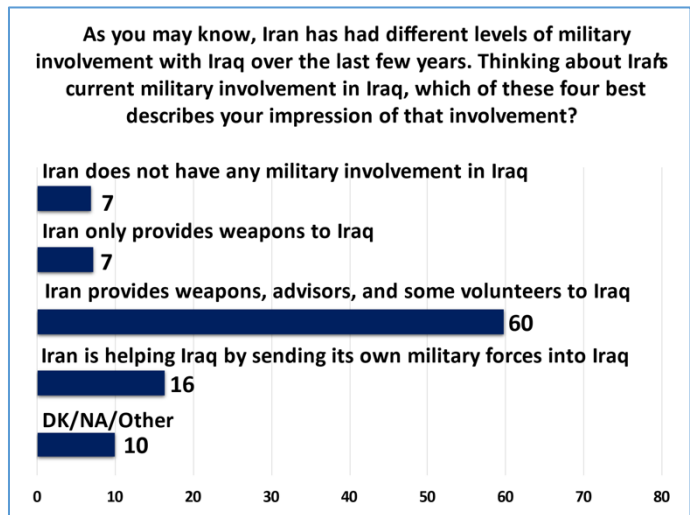 As you may know, Iran has had different levels of military
involvement with Iraq over the last few years. Thinking about Iran's
current military involvement in Iraq, which of these four best
describes your impression of that involvement?
Iran does not have any military involvement in Iraq
7
Iran only provides weapons to Iraq
7
Iran provides weapons, advisors, and some volunteers to Iraq
60
Iran is helping Iraq by sending its own military forces into Iraq
16
DK/NA/Other
10
0 10 20 30 40 50 60 70 80